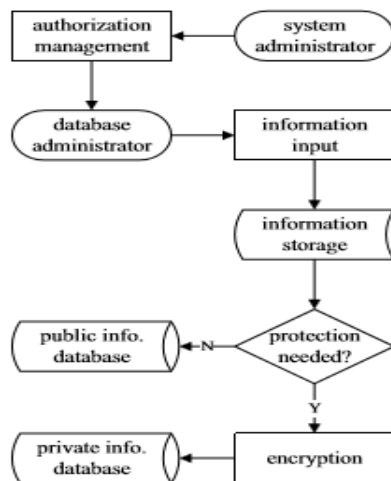 authorization
management
system
administrator
database
administrator
information
input
information
storage
public info.
database
N
protection
needed?
Y
private info.
database
encryption